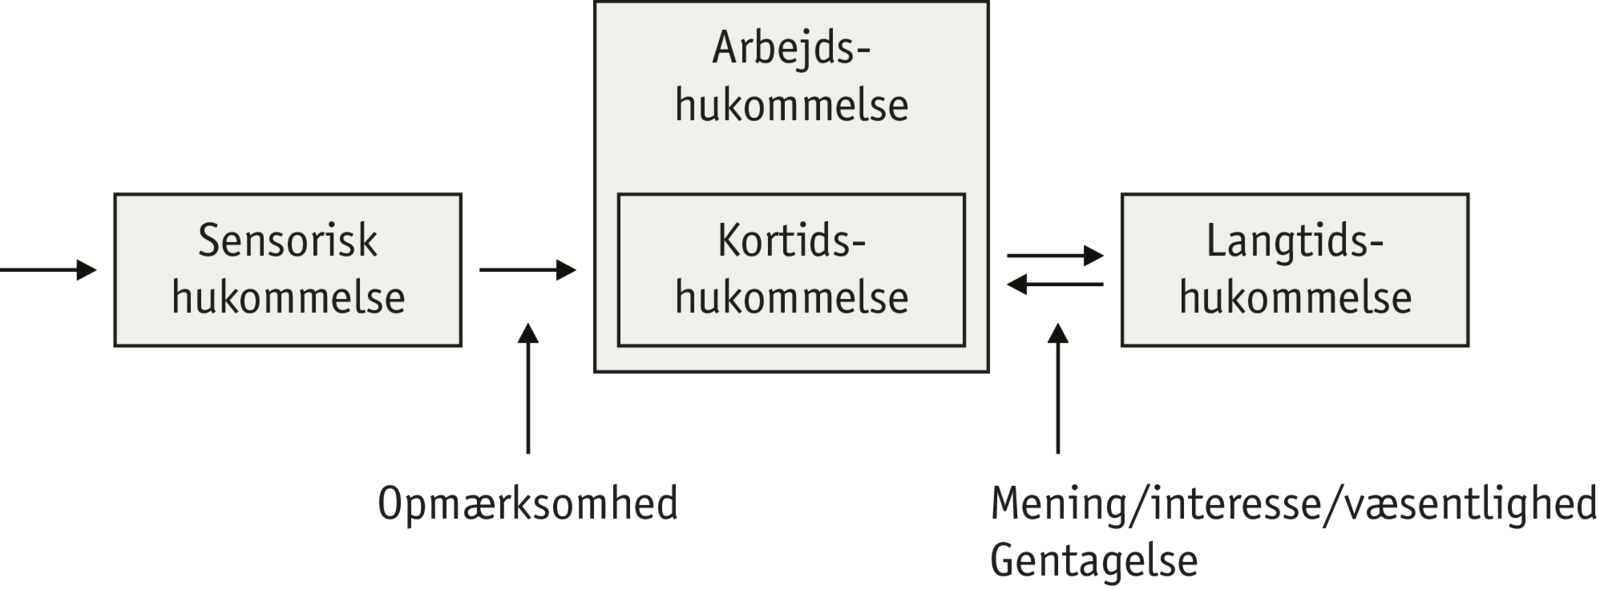 Arbejds-
hukommelse
Sensorisk
hukommelse
Kortids-
hukommelse
Langtids-
hukommelse
Opmærksomhed
Mening/interesse/væsentlighed
Gentagelse